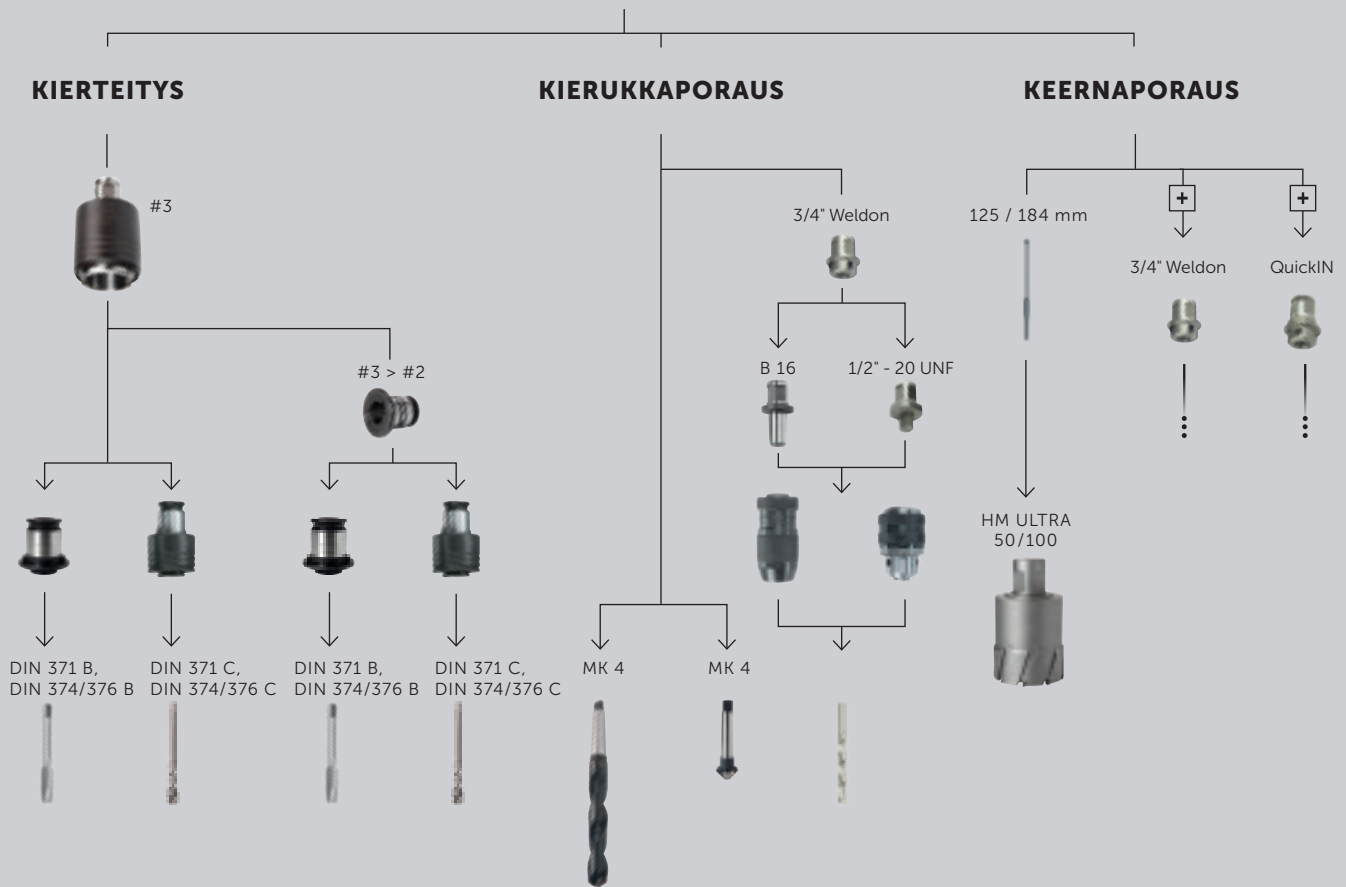 KIERTEITYS
#3
#3 > #2
DIN 371 B,
DIN 374/376 B
DIN 371 C,
DIN 374/376 C
DIN 371 B,
DIN 374/376 B
DIN 371 C,
DIN 374/376 C
KIERUKKAPORAUS
3/4" Weldon
B 16
1/2" - 20 UNF
MK 4
MK 4
KEERNAPORAUS
125 / 184 mm
HM ULTRA
50/100
+
3/4" Weldon
+
QuickIN